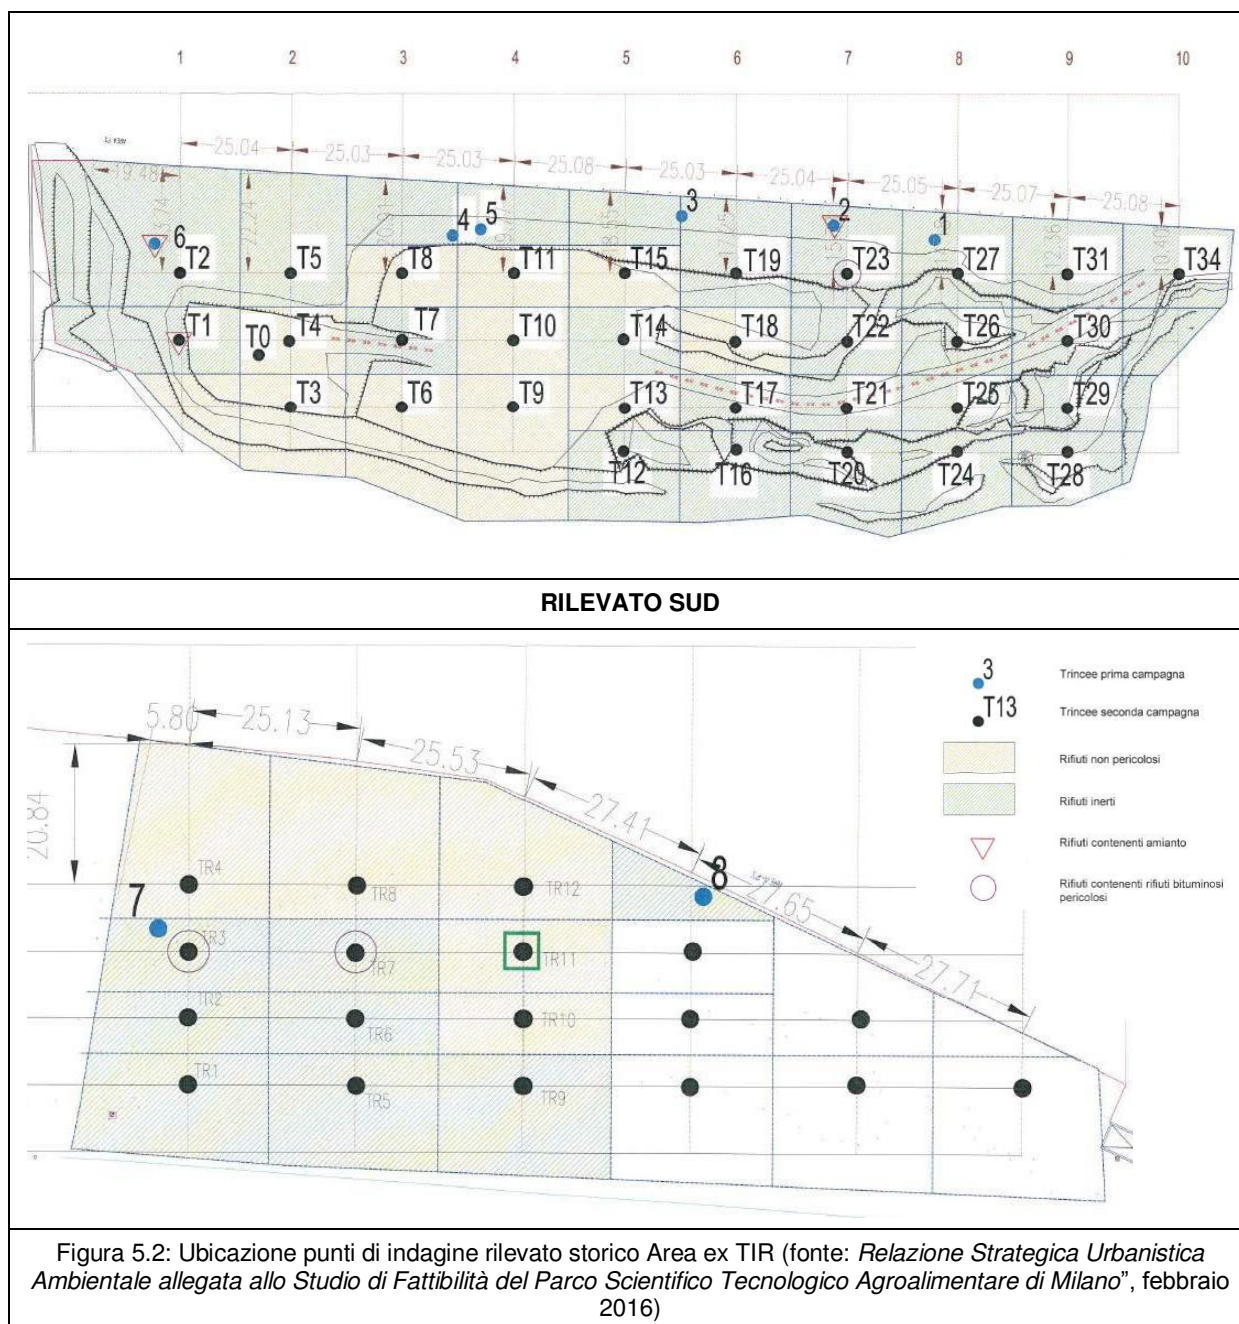 1 2 3 4 5 6 7 8 9 10
25.04 25.03 25.03 25.08 25.03 25.04 25.05 25.07 25.08
19.48
22.24
6 4 5 3 2 1
T2 T5 T8 T11 T15 T19 T23 T27 T31 T34
T1 T0 T4 T7 T10 T14 T18 T22 T26 T30
T3 T6 T9 T13 T17 T21 T25 T29
T12 T16 T20 T24 T28
RILEVATO SUD
5.80 25.13 25.53 27.41 27.65 27.71
20.84
7 8
TR4 TR8 TR12
TR3 TR7 TR11
TR2 TR6 TR10
TR1 TR5 TR9
3 Trincee prima campagna
T13 Trincee seconda campagna
Rifiuti non pericolosi
Rifiuti inerti
Rifiuti contenenti amianto
Rifiuti contenenti rifiuti bituminosi
pericolosi
Figura 5.2: Ubicazione punti di indagine rilevato storico Area ex TIR (fonte: Relazione Strategica Urbanistica
Ambientale allegata allo Studio di Fattibilità del Parco Scientifico Tecnologico Agroalimentare di Milano”, febbraio
2016)